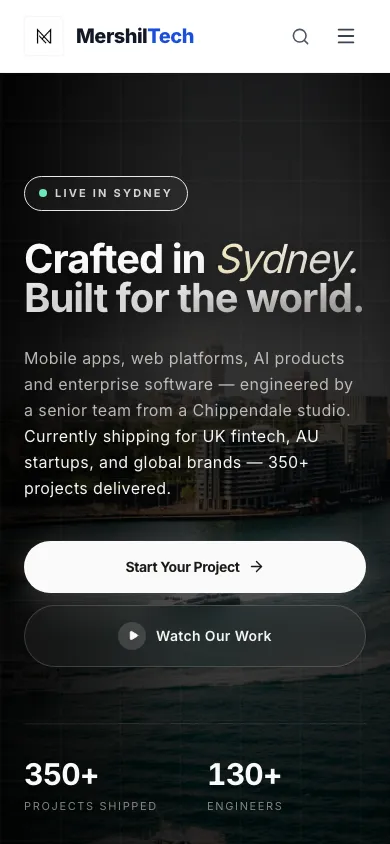 MershilTech
LIVE IN SYDNEY
Crafted in Sydney.
Built for the world.
Mobile apps, web platforms, AI products
and enterprise software — engineered by
a senior team from a Chippendale studio.
Currently shipping for UK fintech, AU
startups, and global brands — 350+
projects delivered.
Start Your Project →
Watch Our Work
350+ 130+
PROJECTS SHIPPED ENGINEERS